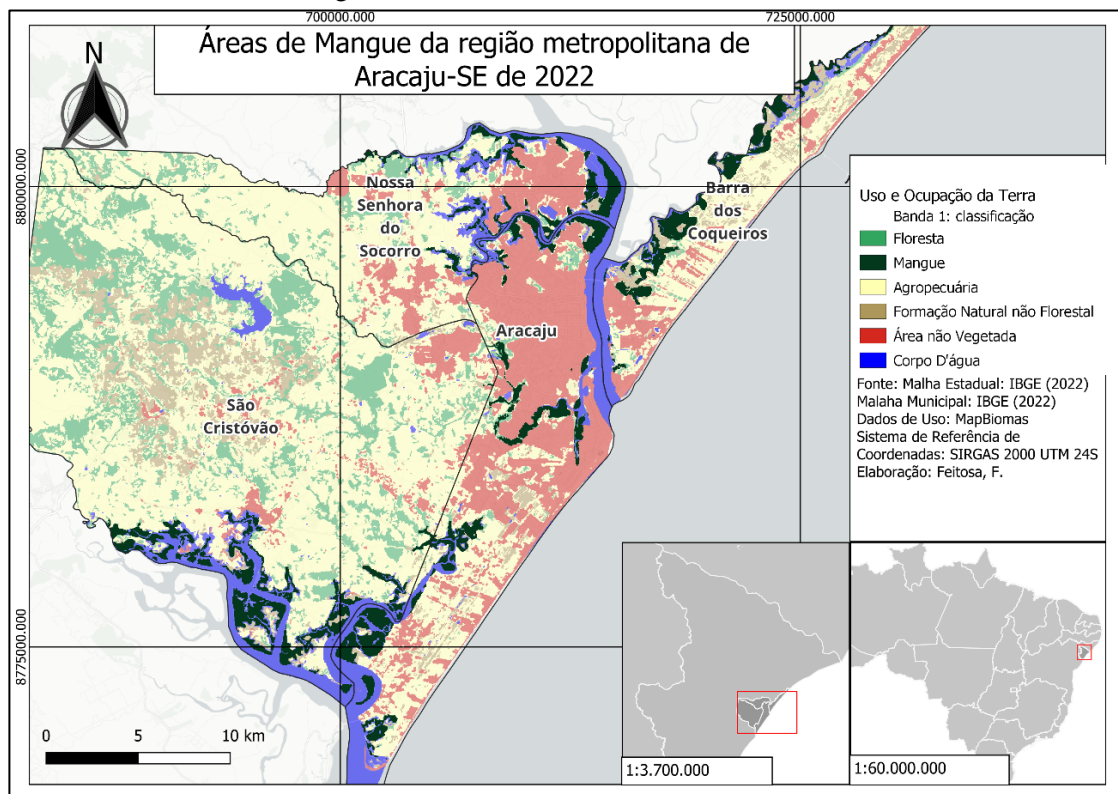 700000.000
725000.000
Áreas de Mangue da região metropolitana de
Aracaju-SE de 2022
N
8800000.000
8775000.000
Nossa
Senhora
do
Socorro
Barra
dos
Coqueiros
Aracaju
São
Cristóvão
Uso e Ocupação da Terra
Banda 1: classificação
Floresta
Mangue
Agropecuária
Formação Natural não Florestal
Área não Vegetada
Corpo D'água
Fonte: Malha Estadual: IBGE (2022)
Malaha Municipal: IBGE (2022)
Dados de Uso: MapBiomas
Sistema de Referência de
Coordenadas: SIRGAS 2000 UTM 24S
Elaboração: Feitosa, F.
0
10 km
1:3.700.000
1:60.000.000